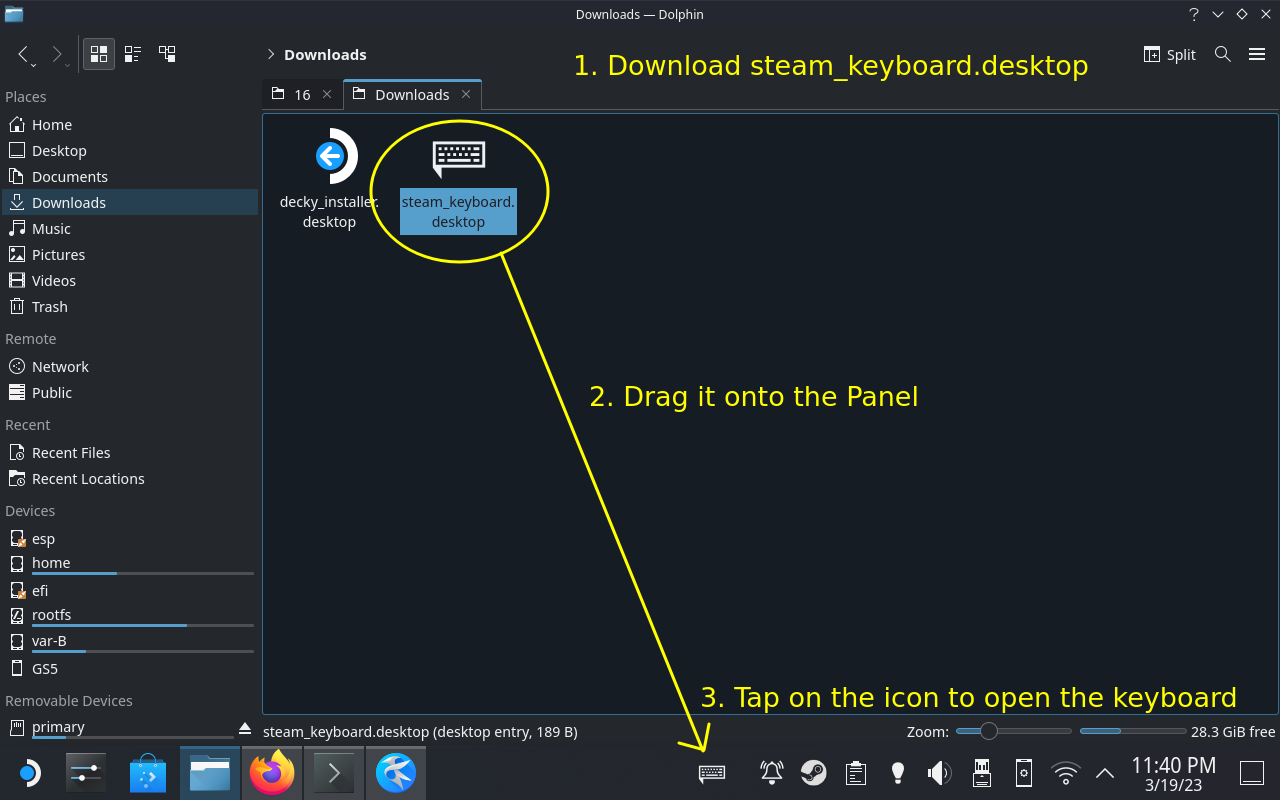 Downloads — Dolphin
Downloads
Split
1. Download steam_keyboard.desktop
16
Downloads
Places
Home
Desktop
Documents
Downloads
Music
Pictures
Videos
Trash
Remote
Network
Public
Recent
Recent Files
Recent Locations
Devices
esp
home
efi
rootfs
var-B
GS5
Removable Devices
primary
decky_installer.
desktop
steam_keyboard.
desktop
2. Drag it onto the Panel
3. Tap on the icon to open the keyboard
steam_keyboard.desktop (desktop entry, 189 B)
Zoom:
28.3 GiB free
11:40 PM
3/19/23